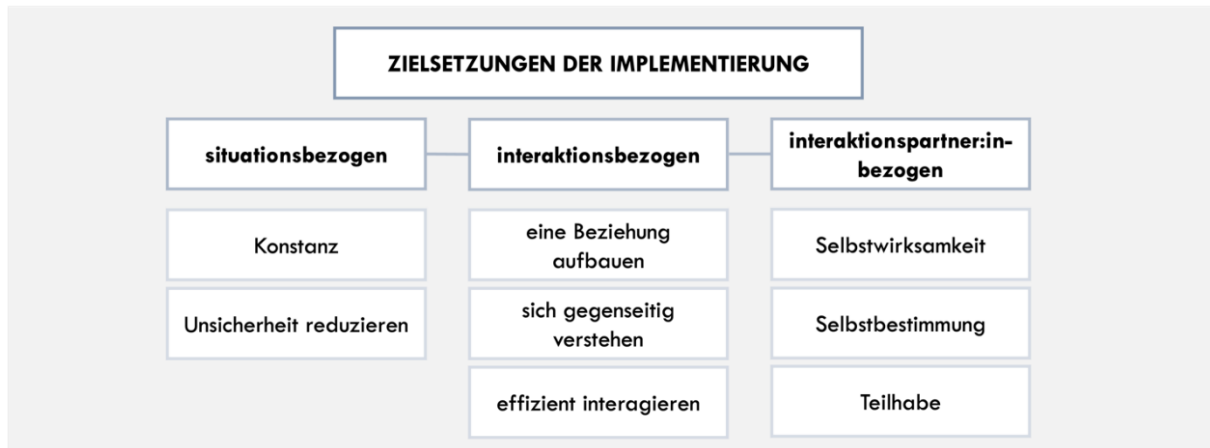 ZIELSETZUNGEN DER IMPLEMENTIERUNG
situationsbezogen
Konstanz
Unsicherheit reduzieren
interaktionsbezogen
eine Beziehung
aufbauen
sich gegenseitig
verstehen
effizient interagieren
interaktionspartner:in-
bezogen
Selbstwirksamkeit
Selbstbestimmung
Teilhabe